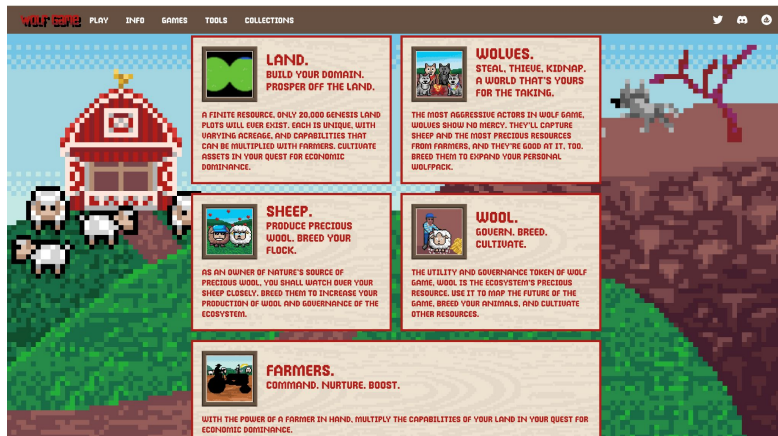 WOLF GAME PLAY INFO GAMES TOOLS COLLECTIONS
LAND.
BUILD YOUR DOMAIN.
PROSPER OFF THE LAND.
A FINITE RESOURCE, ONLY 20,000 GENESIS LAND
PLOTS WILL EVER EXIST. EACH IS UNIQUE, WITH
VARYING ACREAGE, AND CAPABILITIES THAT
CAN BE MULTIPLIED WITH FARMERS. CULTIVATE
ASSETS IN YOUR QUEST FOR ECONOMIC
DOMINANCE.
WOLVES.
STEAL, THIEVE, KIDNAP.
A WORLD THAT'S YOURS
FOR THE TAKING.
THE MOST AGGRESSIVE ACTORS IN WOLF GAME,
WOLVES SHOW NO MERCY. THEY'LL CAPTURE
SHEEP AND THE MOST PRECIOUS RESOURCES
FROM FARMERS, AND THEY'RE GOOD AT IT, TOO.
BREED THEM TO EXPAND YOUR PERSONAL
WOLFPACK.
SHEEP.
PRODUCE PRECIOUS
WOOL. BREED YOUR
FLOCK.
AS AN OWNER OF NATURE'S SOURCE OF
PRECIOUS WOOL, YOU SHALL WATCH OVER YOUR
SHEEP CLOSELY. BREED THEM TO INCREASE YOUR
PRODUCTION OF WOOL AND GOVERNANCE OF THE
ECOSYSTEM.
WOOL.
GOVERN. BREED.
CULTIVATE.
THE UTILITY AND GOVERNANCE TOKEN OF WOLF
GAME, WOOL IS THE ECOSYSTEM'S PRECIOUS
RESOURCE. USE IT TO MAP THE FUTURE OF THE
GAME, BREED YOUR ANIMALS, AND CULTIVATE
OTHER RESOURCES.
FARMERS.
COMMAND. NURTURE. BOOST.
WITH THE POWER OF A FARMER IN HAND, MULTIPLY THE CAPABILITIES OF YOUR LAND IN YOUR QUEST FOR
ECONOMIC DOMINANCE.